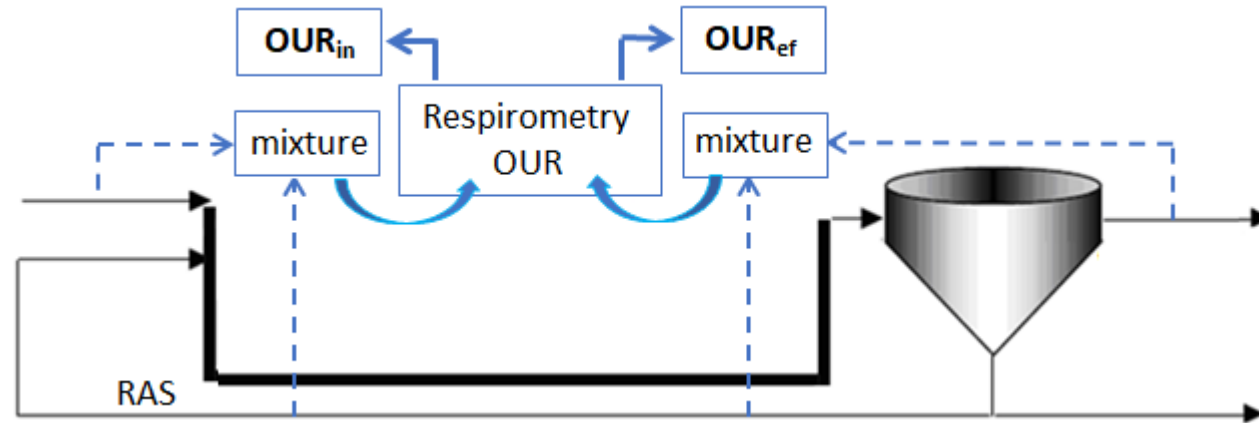 OURin
OURef
Respirometry
OUR
mixture
mixture
RAS